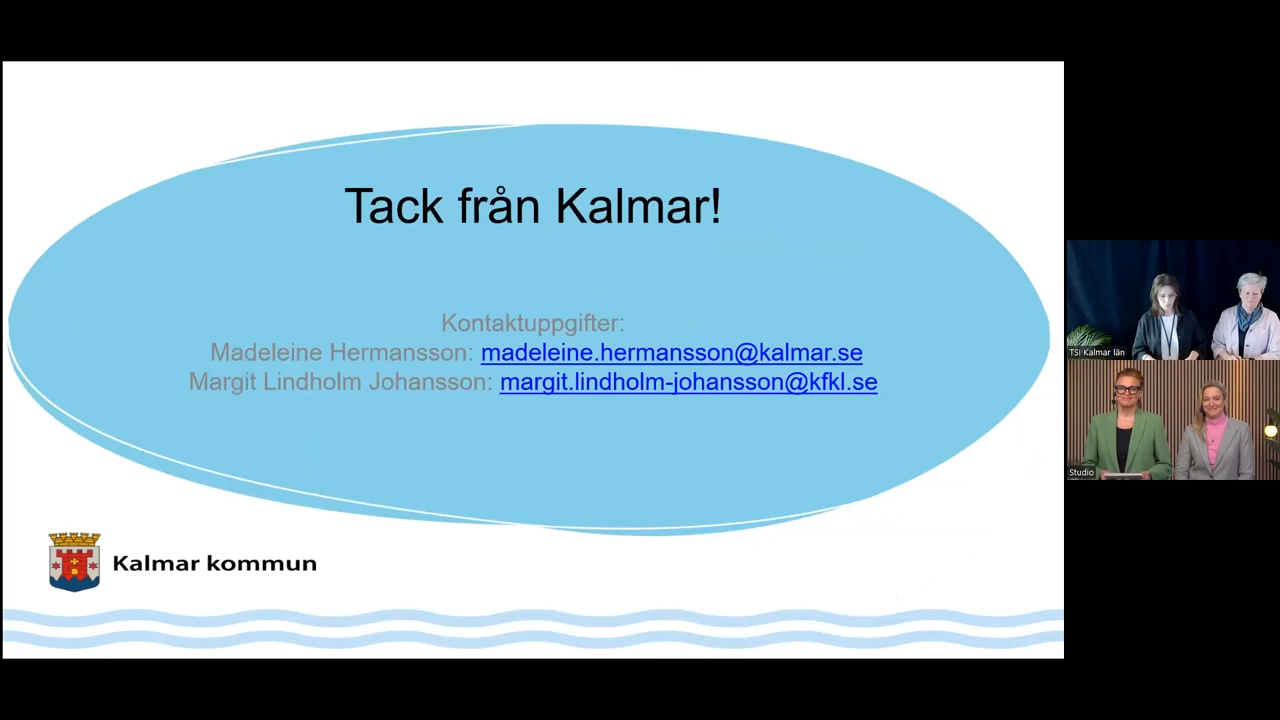 Tack från Kalmar!
Kontaktuppgifter:
Madeleine Hermansson: madeleine.hermansson@kalmar.se
Margit Lindholm Johansson: margit.lindholm-johansson@kfkl.se
Kalmar kommun
TSI Kalmar län
Studio